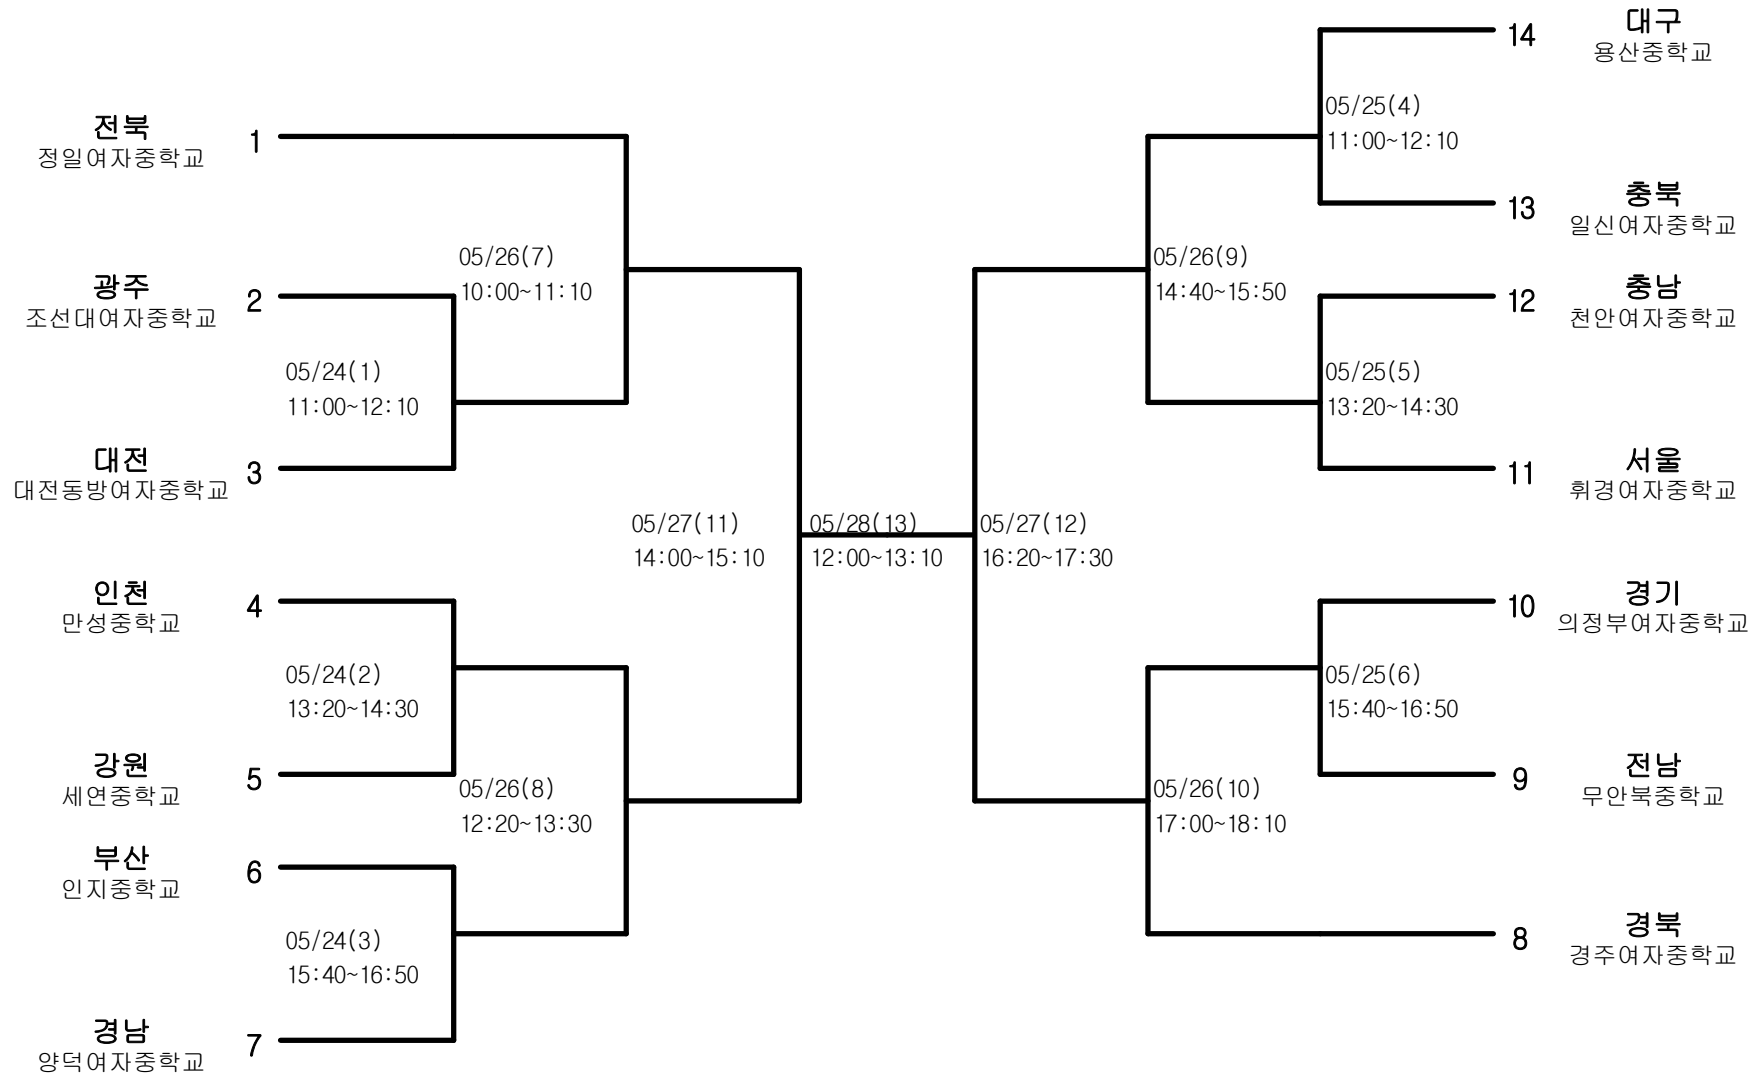 전북
정일여자중학교
1
광주
조선대여자중학교
2
대전
대전동방여자중학교
3
인천
만성중학교
4
강원
세연중학교
5
부산
인지중학교
6
경남
양덕여자중학교
7
05/24(1)
11:00~12:10
05/24(2)
13:20~14:30
05/24(3)
15:40~16:50
05/26(7)
10:00~11:10
05/26(8)
12:20~13:30
05/27(11)
14:00~15:10
05/28(13)
12:00~13:10
05/27(12)
16:20~17:30
05/26(9)
14:40~15:50
05/26(10)
17:00~18:10
05/25(4)
11:00~12:10
05/25(5)
13:20~14:30
05/25(6)
15:40~16:50
14
대구
용산중학교
13
충북
일신여자중학교
12
충남
천안여자중학교
11
서울
휘경여자중학교
10
경기
의정부여자중학교
9
전남
무안북중학교
8
경북
경주여자중학교